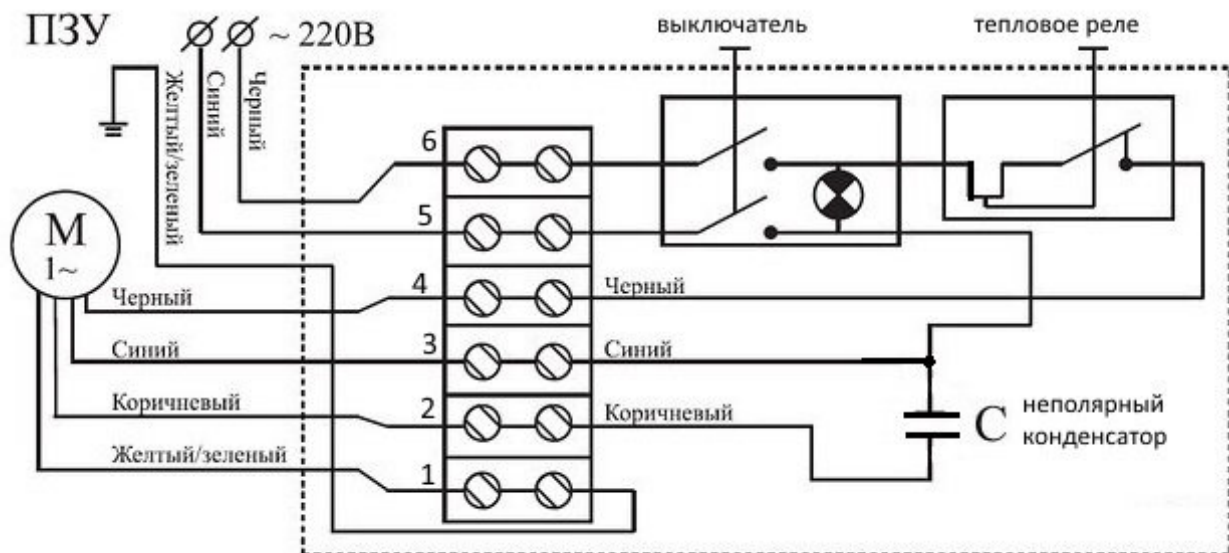 ПЗУ
~ 220В
выключатель
тепловое реле
Желтый/зеленый
Синий
Черный
6
5
М
1~
4
Черный
Черный
3
Синий
Синий
2
Коричневый
Коричневый
С
неполярный
конденсатор
Желтый/зеленый
1